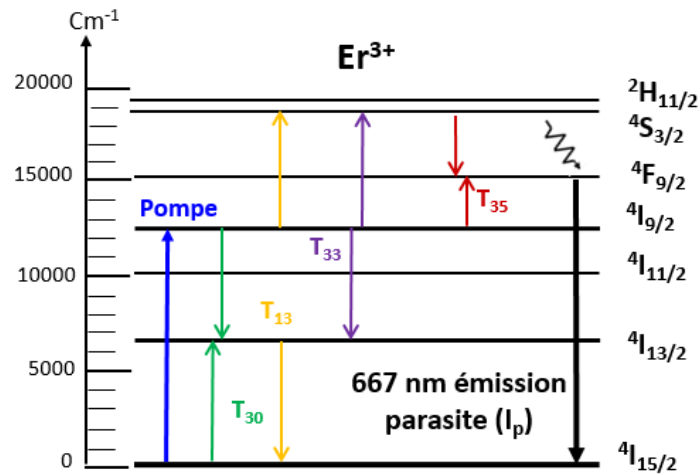 Cm⁻¹
Er³⁺
20000
²H₁₁/₂
⁴S₃/₂
15000
⁴F₉/₂
Pompe
T₃₅
⁴I₉/₂
T₃₃
10000
⁴I₁₁/₂
T₁₃
⁴I₁₃/₂
5000
667 nm émission
T₃₀
parasite (Iₚ)
0
⁴I₁₅/₂